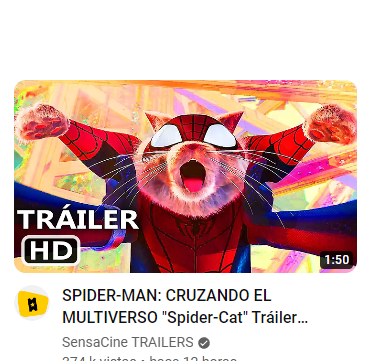 TRÁILER
HD
1:50
SPIDER-MAN: CRUZANDO EL
MULTIVERSO "Spider-Cat" Tráiler...
SensaCine TRAILERS